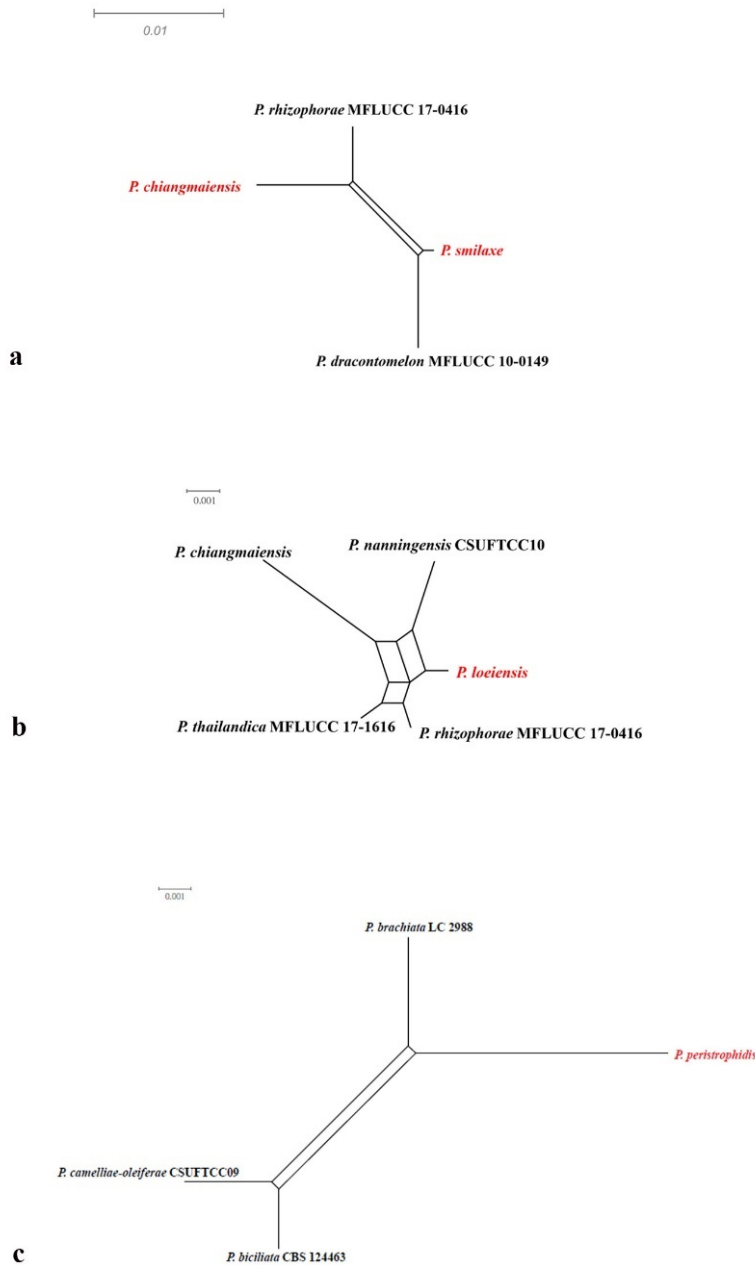 0.01
P. rhizophorae MFLUCC 17-0416
P. chiangmaiensis
P. smilaxe
P. dracontomelon MFLUCC 10-0149
a
0.001
P. chiangmaiensis
P. nanningensis CSUFTCC10
P. loeiensis
P. thailandica MFLUCC 17-1616
P. rhizophorae MFLUCC 17-0416
b
0.001
P. brachiata LC 2988
P. peristrophidis
P. camelliae-oleiferae CSUFTCC09
P. biciliata CBS 124463
c